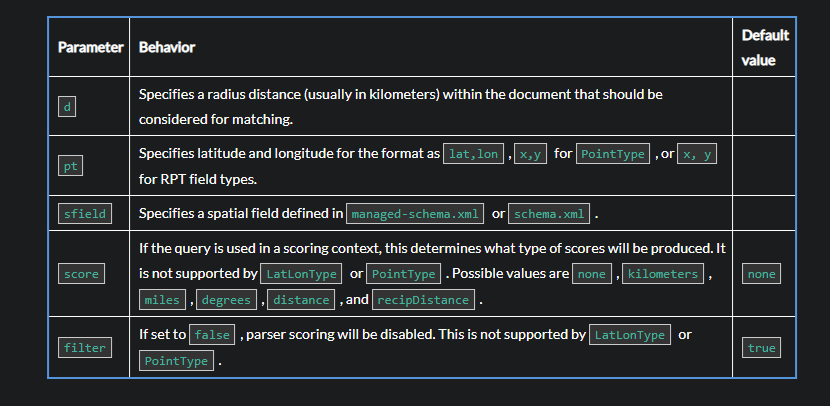 Parameter Behavior Default value
d Specifies a radius distance (usually in kilometers) within the document that should be
considered for matching.
pt Specifies latitude and longitude for the format as lat,lon , x,y for PointType , or x, y
for RPT field types.
sfield Specifies a spatial field defined in managed-schema.xml or schema.xml .
If the query is used in a scoring context, this determines what type of scores will be produced. It
score is not supported by LatLonType or PointType . Possible values are none , kilometers , none
miles , degrees , distance , and recipDistance .
filter If set to false , parser scoring will be disabled. This is not supported by LatLonType or
PointType . true